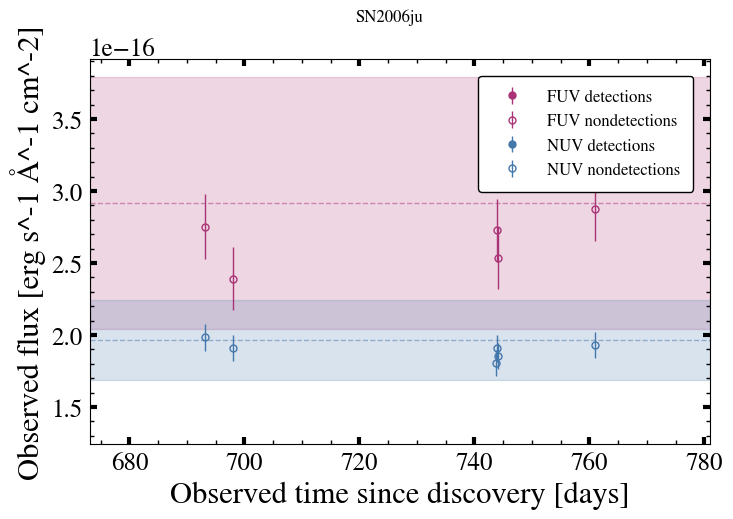 SN2006ju
1e−16
FUV detections
FUV nondetections
NUV detections
NUV nondetections
3.5
3.0
2.5
2.0
1.5
Observed flux [erg s^-1 Å^-1 cm^-2]
680 700 720 740 760 780
Observed time since discovery [days]